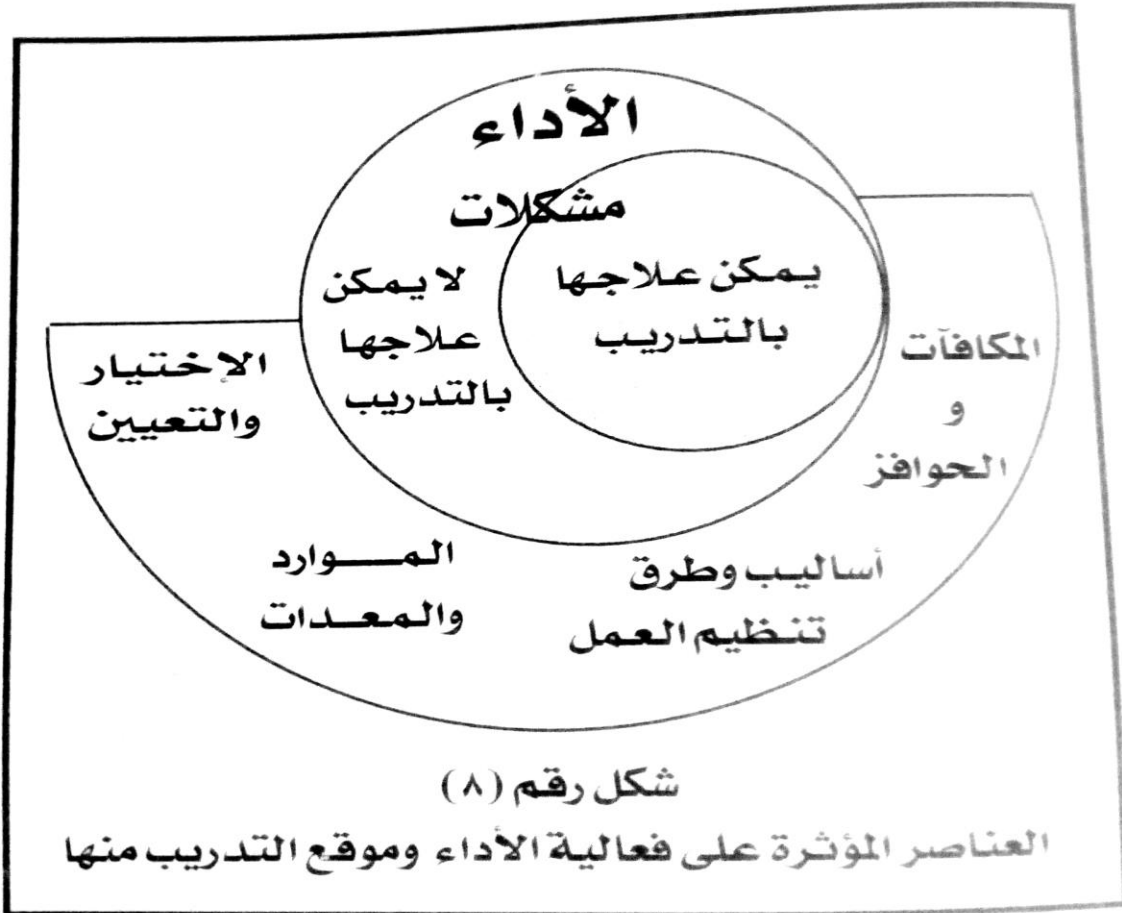 الأداء
مشكلات
يمكن علاجها
بالتدريب
لا يمكن
علاجها
بالتدريب
المكافآت
و
الحوافز
الإختيار
والتعيين
أساليب وطرق
تنظيم العمل
الموارد
والمعدات
شكل رقم (٨)
العناصر المؤثرة على فعالية الأداء وموقع التدريب منها